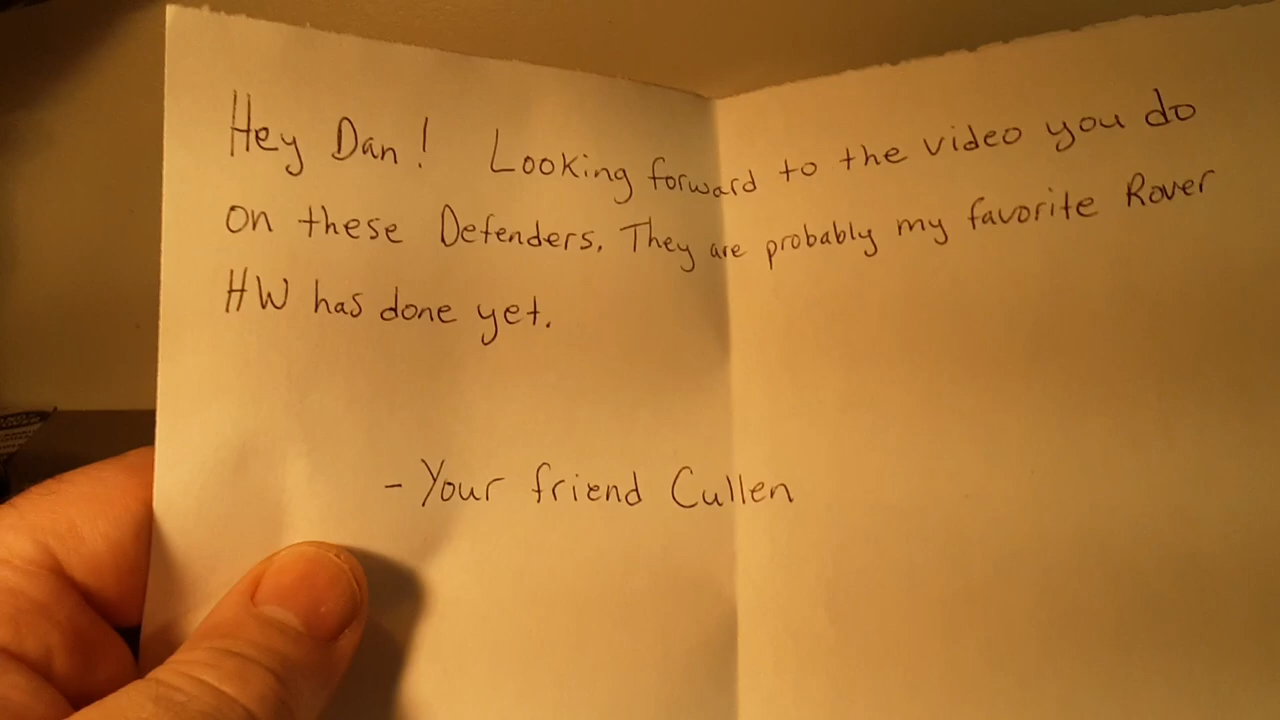 Hey Dan! Looking forward to the video you do
on these Defenders. They are probably my favorite Rover
HW has done yet.
- Your friend Cullen